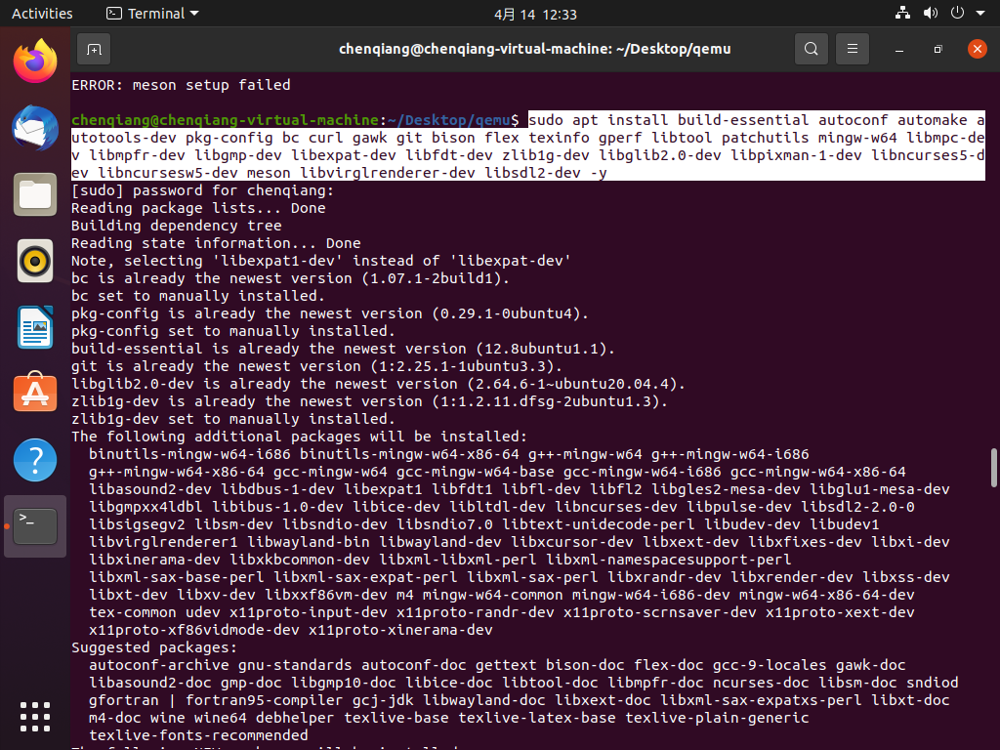 Activities
Terminal
4月 14 12:33
chenqiang@chenqiang-virtual-machine: ~/Desktop/qemu
ERROR: meson setup failed
chenqiang@chenqiang-virtual-machine:~/Desktop/qemu$ sudo apt install build-essential autoconf automake a
utotools-dev pkg-config bc curl gawk git bison flex texinfo gperf libtool patchutils mingw-w64 libmpc-de
v libmpfr-dev libgmp-dev libexpat-dev libfdt-dev zlib1g-dev libglib2.0-dev libpixman-1-dev libncurses5-d
ev libncursesw5-dev meson libvirglrenderer-dev libsdl2-dev -y
[sudo] password for chenqiang:
Reading package lists... Done
Building dependency tree
Reading state information... Done
Note, selecting 'libexpat1-dev' instead of 'libexpat-dev'
bc is already the newest version (1.07.1-2build1).
bc set to manually installed.
pkg-config is already the newest version (0.29.1-0ubuntu4).
pkg-config set to manually installed.
build-essential is already the newest version (12.8ubuntu1.1).
git is already the newest version (1:2.25.1-1ubuntu3.3).
libglib2.0-dev is already the newest version (2.64.6-1~ubuntu20.04.4).
zlib1g-dev is already the newest version (1:1.2.11.dfsg-2ubuntu1.3).
zlib1g-dev set to manually installed.
The following additional packages will be installed:
binutils-mingw-w64-i686 binutils-mingw-w64-x86-64 g++-mingw-w64 g++-mingw-w64-i686
g++-mingw-w64-x86-64 gcc-mingw-w64 gcc-mingw-w64-base gcc-mingw-w64-i686 gcc-mingw-w64-x86-64
libasound2-dev libdbus-1-dev libexpat1 libfdt1 libfl-dev libfl2 libgles2-mesa-dev libglu1-mesa-dev
libgmpxx4ldbl libibus-1.0-dev libice-dev libltdl-dev libncurses-dev libpulse-dev libsdl2-2.0-0
libsigsegv2 libsm-dev libsndio-dev libsndio7.0 libtext-unidecode-perl libudev-dev libudev1
libvirglrenderer1 libwayland-bin libwayland-dev libxcursor-dev libxext-dev libxfixes-dev libxi-dev
libxinerama-dev libxkbcommon-dev libxml-libxml-perl libxml-namespacesupport-perl
libxml-sax-base-perl libxml-sax-expat-perl libxml-sax-perl libxrandr-dev libxrender-dev libxss-dev
libxt-dev libxv-dev libxxf86vm-dev m4 mingw-w64-common mingw-w64-i686-dev mingw-w64-x86-64-dev
tex-common udev x11proto-input-dev x11proto-randr-dev x11proto-scrnsaver-dev x11proto-xext-dev
x11proto-xf86vidmode-dev x11proto-xinerama-dev
Suggested packages:
autoconf-archive gnu-standards autoconf-doc gettext bison-doc flex-doc gcc-9-locales gawk-doc
libasound2-doc gmp-doc libgmp10-doc libice-doc libtool-doc libmpfr-doc ncurses-doc libsm-doc sndiod
gfortran | fortran95-compiler gcj-jdk libwayland-doc libxext-doc libxml-sax-expatxs-perl libxt-doc
m4-doc wine wine64 debhelper texlive-base texlive-latex-base texlive-plain-generic
texlive-fonts-recommended